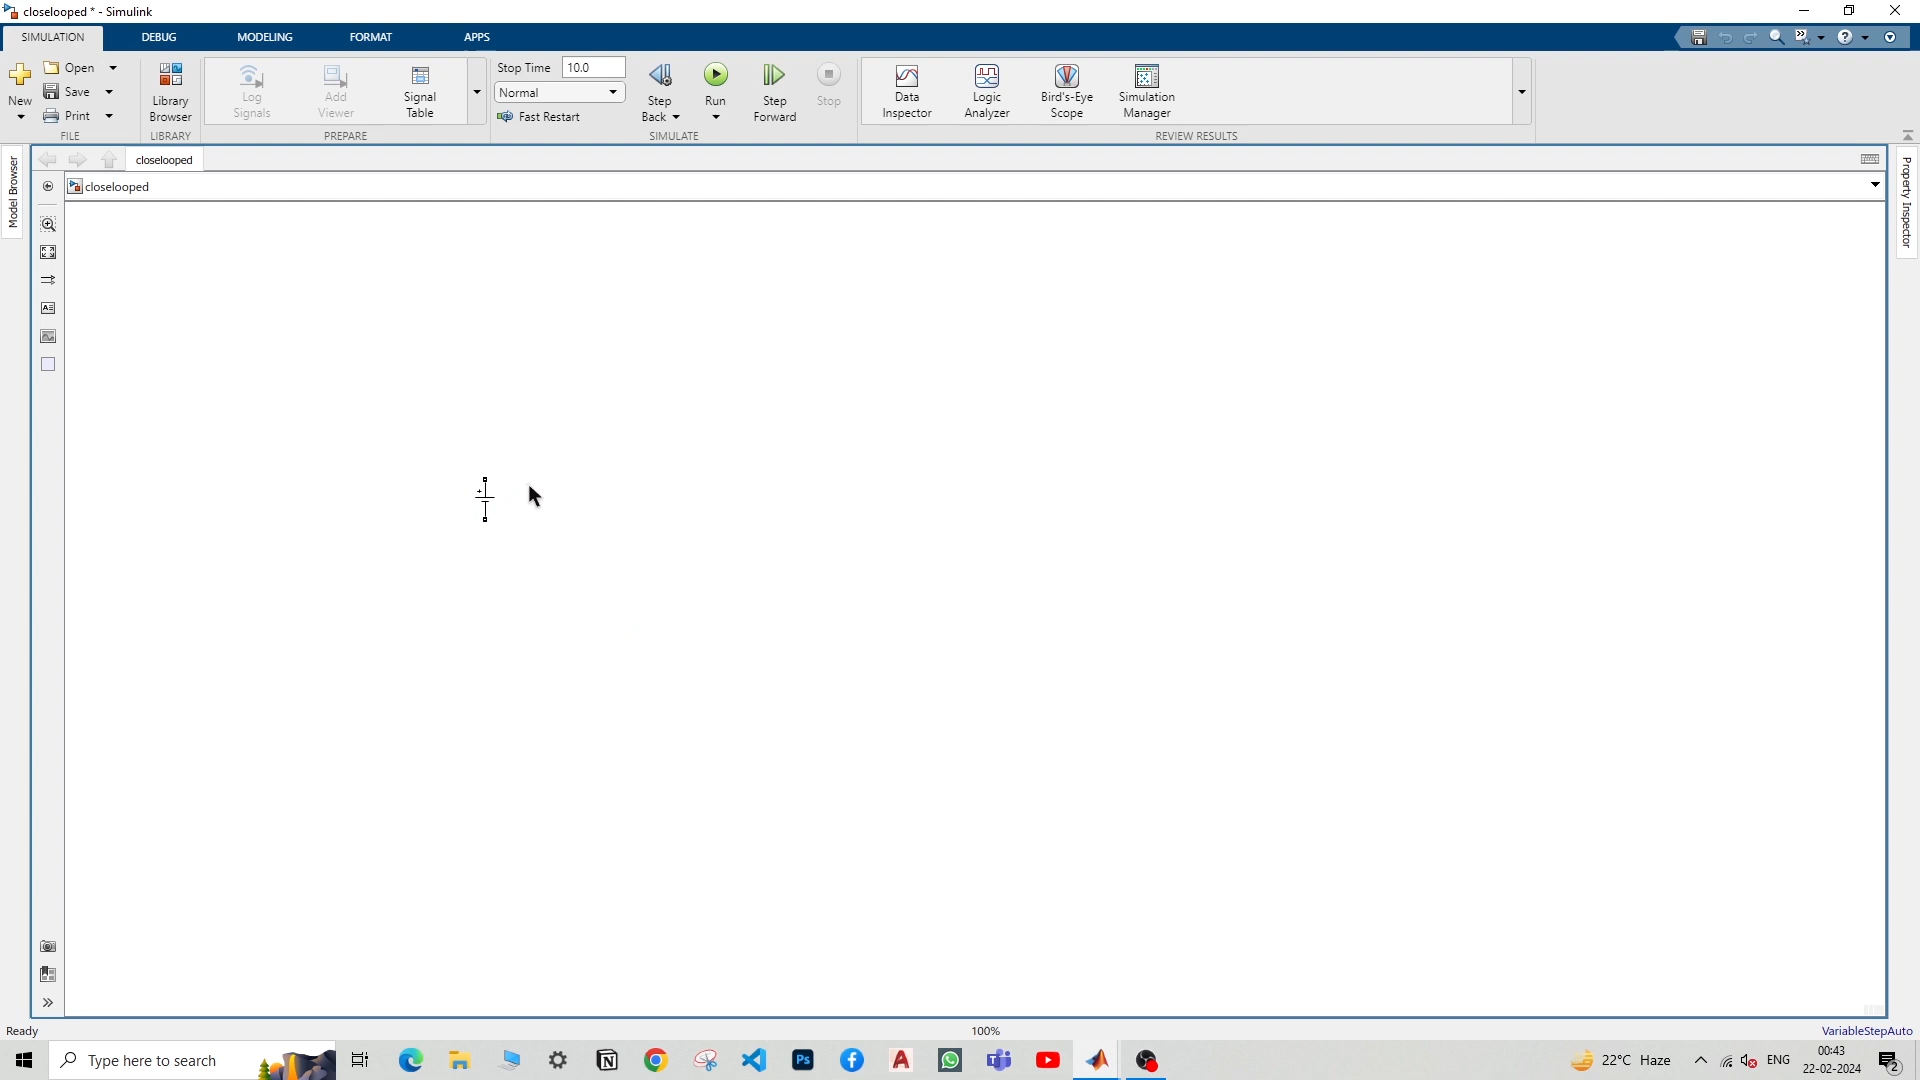 closelooped * - Simulink
SIMULATION DEBUG MODELING FORMAT APPS
New
Open
Save
Print
FILE
Library Browser
LIBRARY
Log Signals
Add Viewer
Signal Table
PREPARE
Stop Time 10.0
Normal
Fast Restart
Step Back
Run
Step Forward
Stop
SIMULATE
Data Inspector
Logic Analyzer
Bird's-Eye Scope
Simulation Manager
REVIEW RESULTS
Model Browser
closelooped
closelooped
Property Inspector
Ready 100% VariableStepAuto
Type here to search
22°C Haze
ENG
00:43
22-02-2024
2